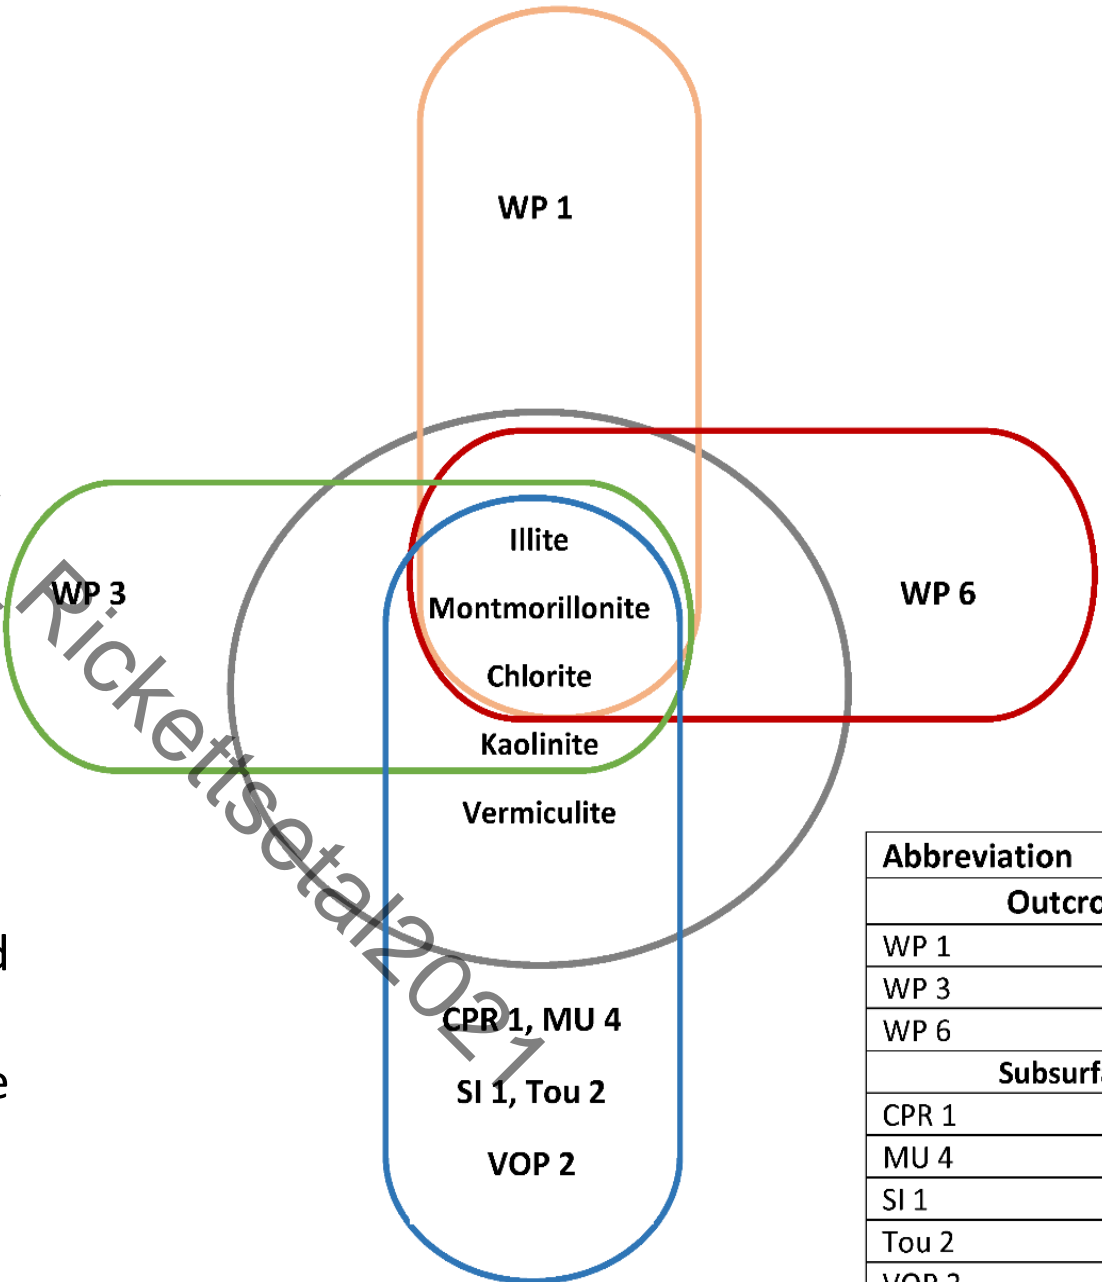 WP 1
Illite
WP 3
Montmorillonite
WP 6
Chlorite
Kaolinite
Vermiculite
CPR 1, MU 4
SI 1, Tou 2
VOP 2
Rickettsetal2021
Abbreviation
WP 1
WP 3
WP 6
CPR 1
MU 4
SI 1
Tou 2